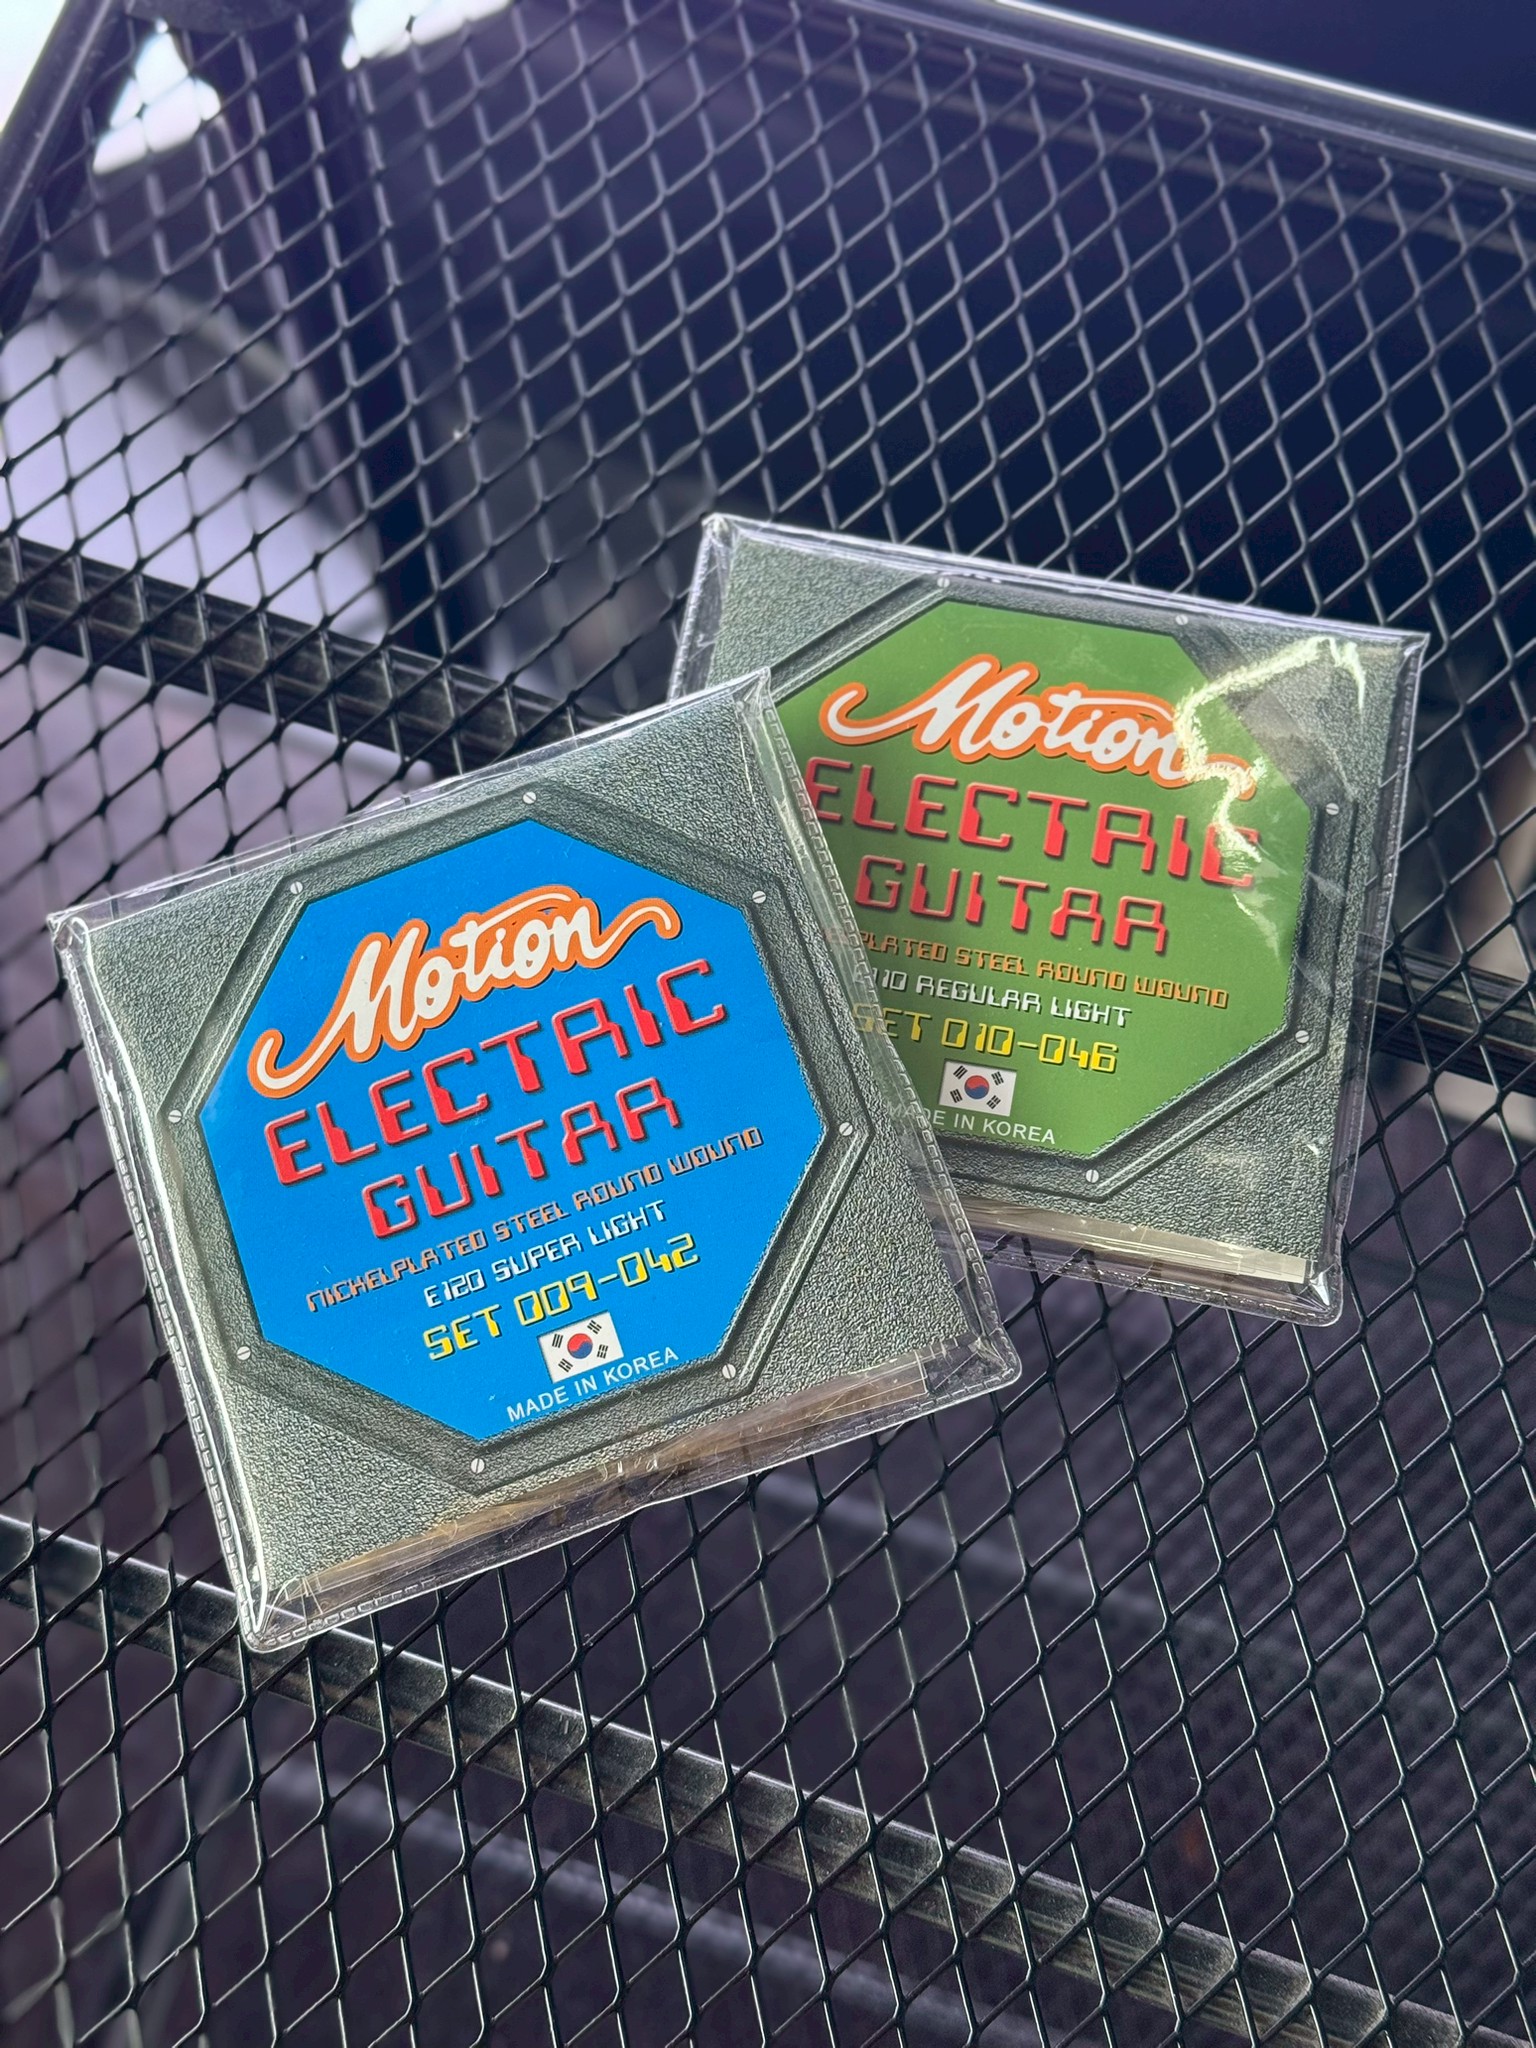 Motion
ELECTRIC
GUITAR
NICKELPLATED STEEL ROUND WOUND
E120 SUPER LIGHT
SET 009-042
MADE IN KOREA
Motion
ELECTRIC
GUITAR
STEEL ROUND WOUND
REGULAR LIGHT
SET 010-046
MADE IN KOREA